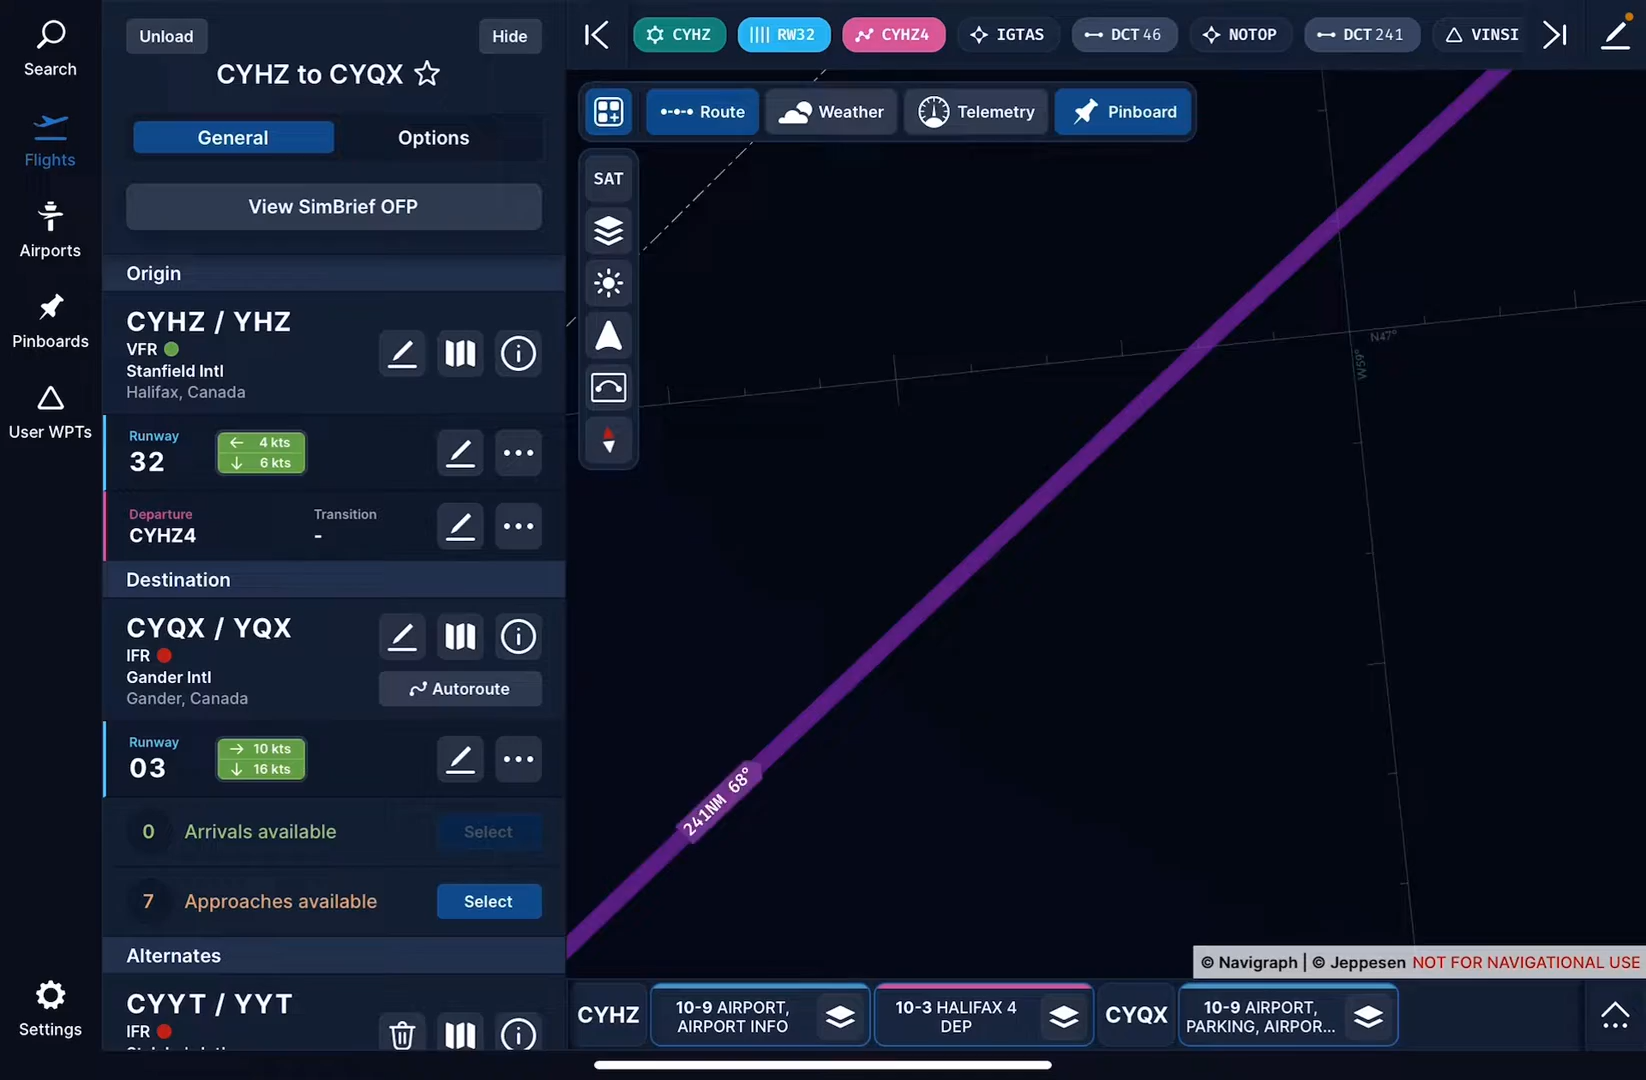 Search
Flights
Airports
Pinboards
User WPTs
Settings
Unload
Hide
CYHZ to CYQX
General
Options
View SimBrief OFP
Origin
CYHZ / YHZ
VFR
Stanfield Intl
Halifax, Canada
Runway
32
4 kts
6 kts
Departure
CYHZ4
Transition
-
Destination
CYQX / YQX
IFR
Gander Intl
Gander, Canada
Autoroute
Runway
03
10 kts
16 kts
0
Arrivals available
Select
7
Approaches available
Select
Alternates
CYYT / YYT
IFR
CYHZ
RW32
CYHZ4
IGTAS
DCT 46
NOTOP
DCT 241
VINSI
Route
Weather
Telemetry
Pinboard
SAT
N47°
W59°
241NM 68°
© Navigraph | © Jeppesen NOT FOR NAVIGATIONAL USE
CYHZ
10-9 AIRPORT,
AIRPORT INFO
10-3 HALIFAX 4
DEP
CYQX
10-9 AIRPORT,
PARKING, AIRPOR...